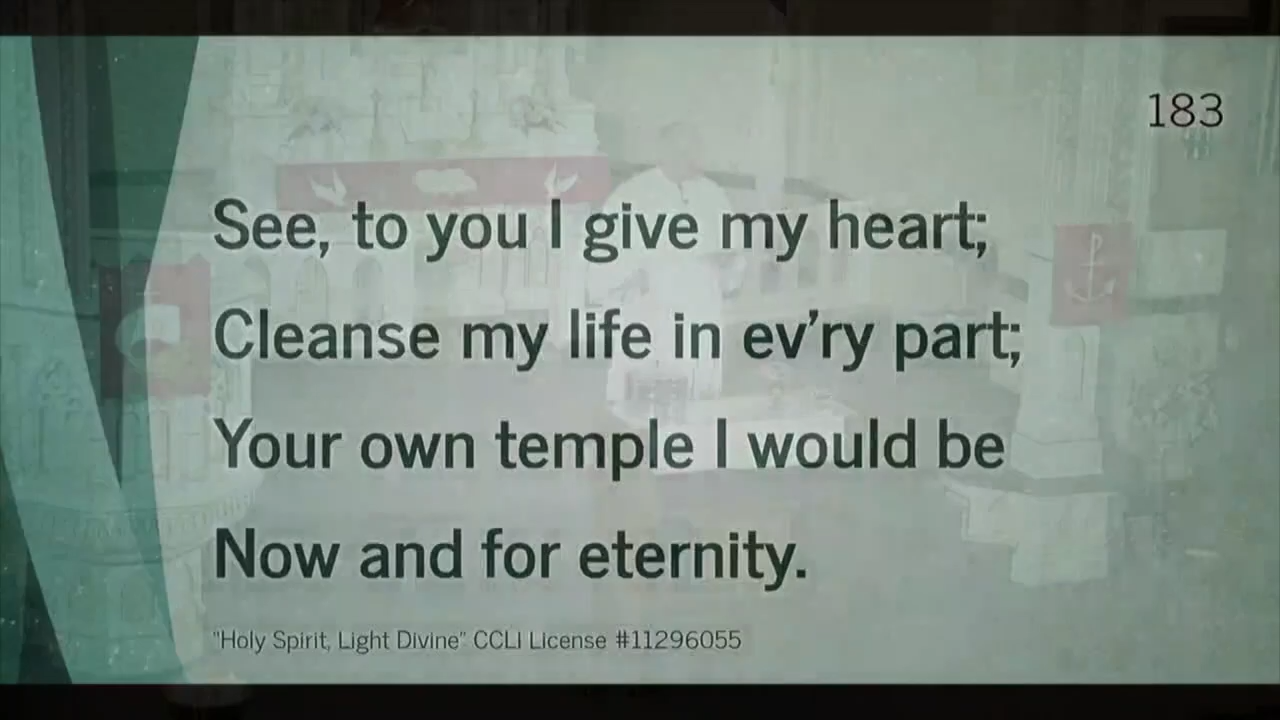 183
See, to you I give my heart;
Cleanse my life in ev'ry part;
Your own temple I would be
Now and for eternity.
"Holy Spirit, Light Divine" CCLI License #11296055